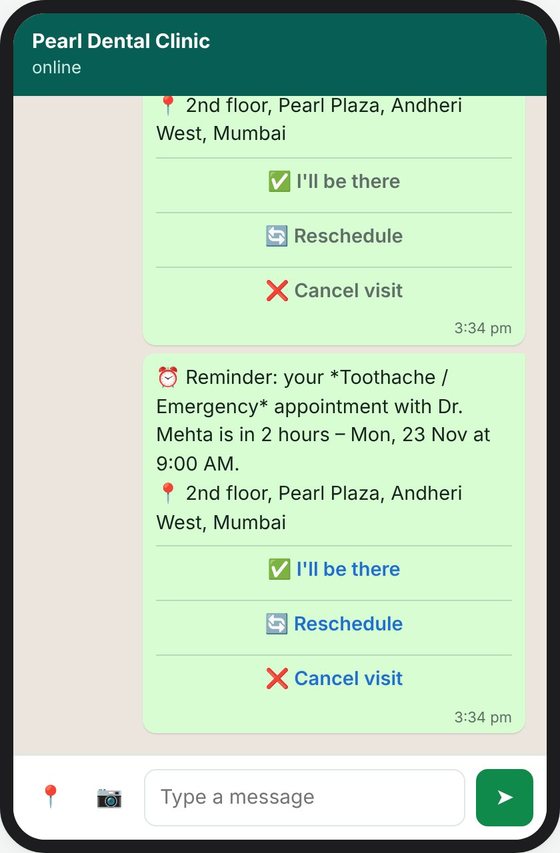 Pearl Dental Clinic
online
📍 2nd floor, Pearl Plaza, Andheri
West, Mumbai
✅ I'll be there
🔄 Reschedule
❌ Cancel visit
3:34 pm
⏰ Reminder: your *Toothache /
Emergency* appointment with Dr.
Mehta is in 2 hours – Mon, 23 Nov at
9:00 AM.
📍 2nd floor, Pearl Plaza, Andheri
West, Mumbai
✅ I'll be there
🔄 Reschedule
❌ Cancel visit
3:34 pm
Type a message